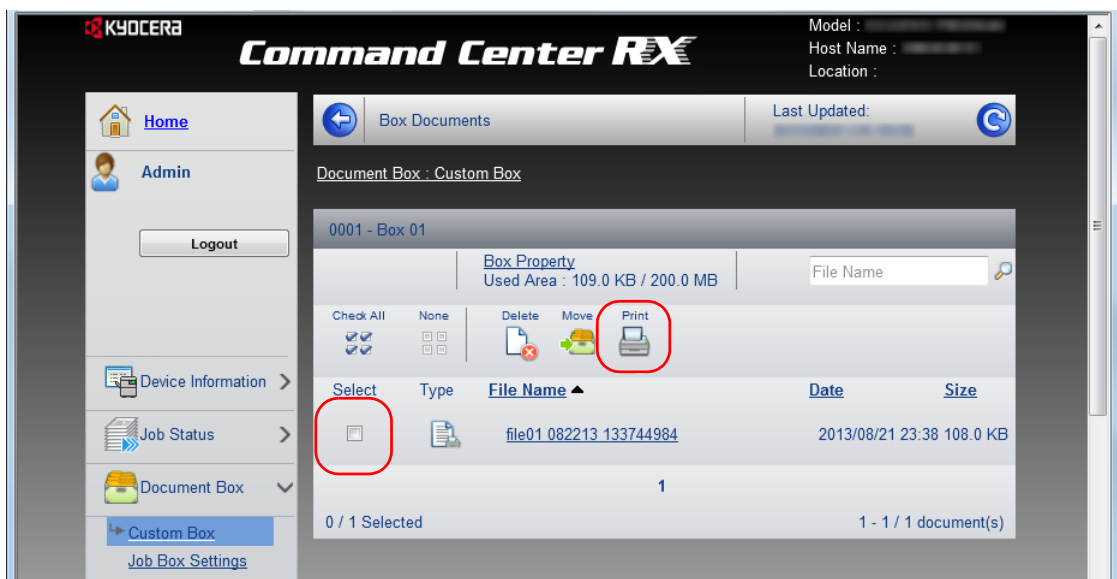 KYOCERA
Command Center RX
Model :
Host Name :
Location :
Home
Admin
Logout
Device Information
Job Status
Document Box
Custom Box
Job Box Settings
Box Documents
Last Updated:
Document Box : Custom Box
0001 - Box 01
Box Property
Used Area : 109.0 KB / 200.0 MB
File Name
Check All None Delete Move Print
Select Type File Name Date Size
file01 082213 133744984 2013/08/21 23:38 108.0 KB
1
0 / 1 Selected 1 - 1 / 1 document(s)